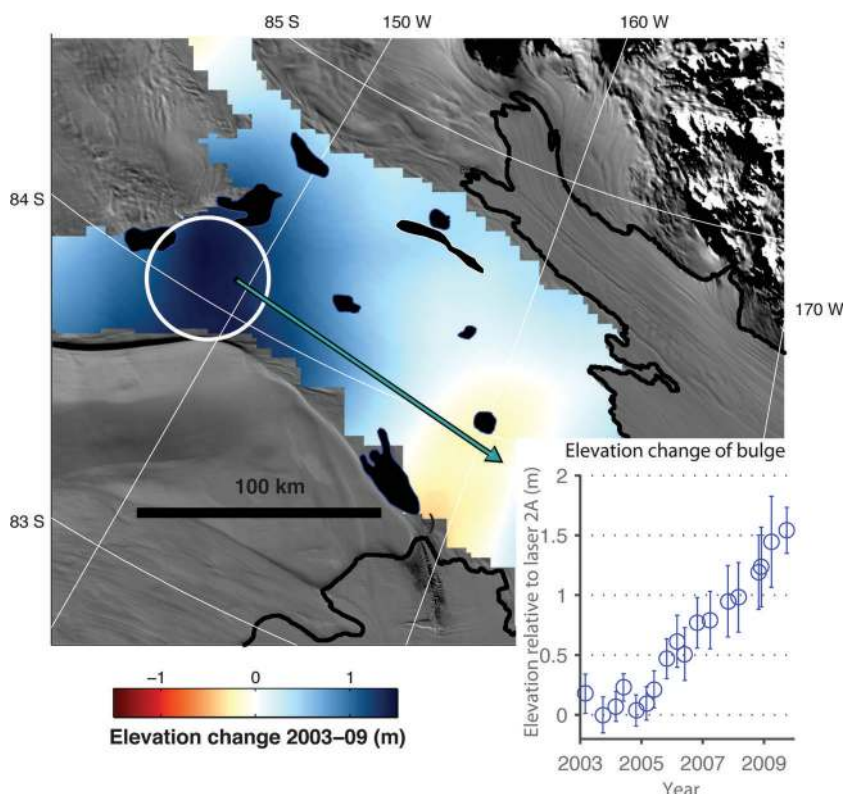 85 S
150 W
160 W
84 S
170 W
100 km
83 S
−1
0
1
Elevation change 2003–09 (m)
Elevation change of bulge
Elevation relative to laser 2A (m)
2
1.5
1
0.5
0
2003
2005
2007
2009
Year